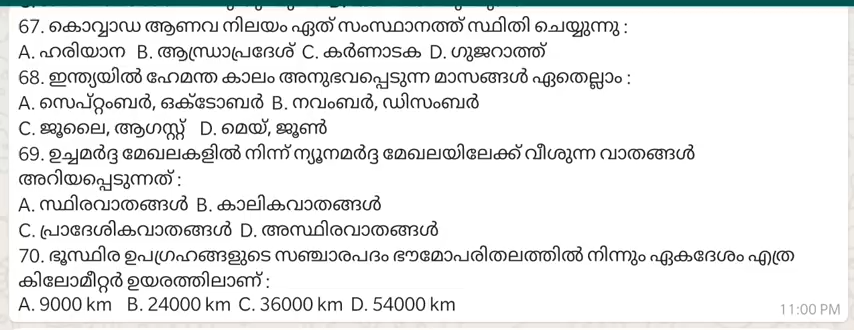 67. കൊവ്വാഡ ആണവ നിലയം ഏത് സംസ്ഥാനത്ത് സ്ഥിതി ചെയ്യുന്നു :
A. ഹരിയാന B. ആന്ധ്രാപ്രദേശ് C. കർണാടക D. ഗുജറാത്ത്
68. ഇന്ത്യയിൽ ഹേമന്ത കാലം അനുഭവപ്പെടുന്ന മാസങ്ങൾ ഏതെല്ലാം :
A. സെപ്റ്റംബർ, ഒക്ടോബർ B. നവംബർ, ഡിസംബർ
C. ജൂലൈ, ആഗസ്റ്റ് D. മെയ്, ജൂൺ
69. ഉച്ചമർദ്ദ മേഖലകളിൽ നിന്ന് ന്യൂനമർദ്ദ മേഖലയിലേക്ക് വീശുന്ന വാതങ്ങൾ
അറിയപ്പെടുന്നത് :
A. സ്ഥിരവാതങ്ങൾ B. കാലികവാതങ്ങൾ
C. പ്രാദേശികവാതങ്ങൾ D. അസ്ഥിരവാതങ്ങൾ
70. ഭൂസ്ഥിര ഉപഗ്രഹങ്ങളുടെ സഞ്ചാരപദം ഭൗമോപരിതലത്തിൽ നിന്നും ഏകദേശം എത്ര
കിലോമീറ്റർ ഉയരത്തിലാണ് :
A. 9000 km B. 24000 km C. 36000 km D. 54000 km
11:00 PM